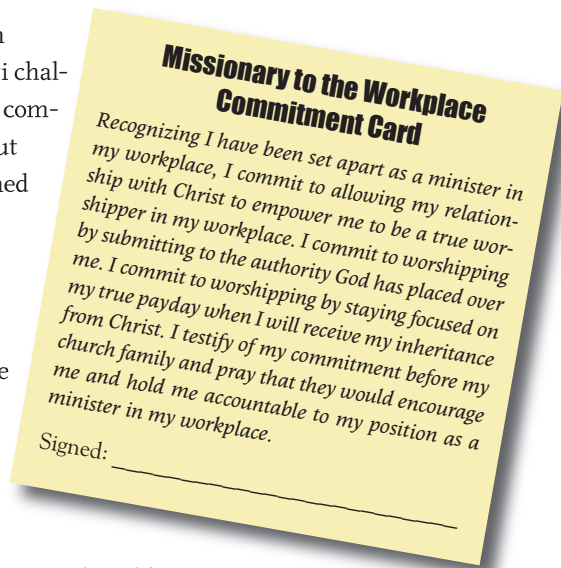 i chal-
com-
ut
ned
e
Missionary to the Workplace
Commitment Card
Recognizing I have been set apart as a minister in
my workplace, I commit to allowing my relation-
ship with Christ to empower me to be a true wor-
shipper in my workplace. I commit to worshipping
by submitting to the authority God has placed over
me. I commit to worshipping by staying focused on
my true payday when I will receive my inheritance
from Christ. I testify of my commitment before my
church family and pray that they would encourage
me and hold me accountable to my position as a
minister in my workplace.
Signed: